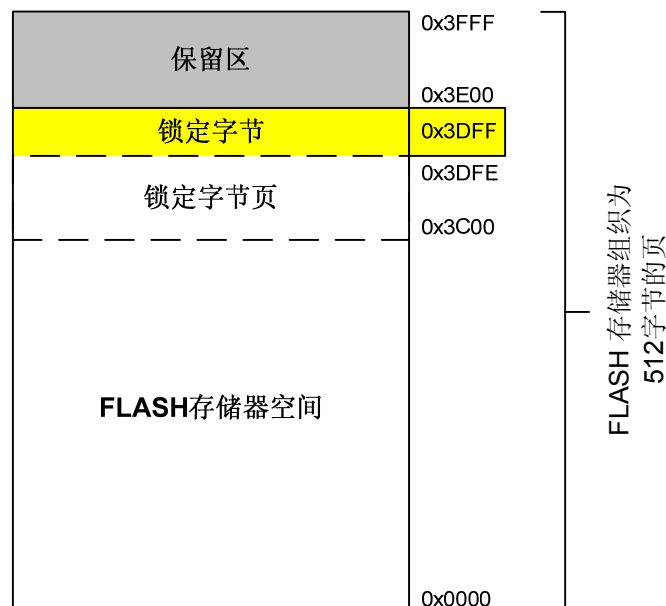 0x3FFF
保留区
0x3E00
锁定字节
0x3DFF
0x3DFE
锁定字节页
0x3C00
FLASH存储器空间
0x0000
FLASH 存储器组织为
512字节的页